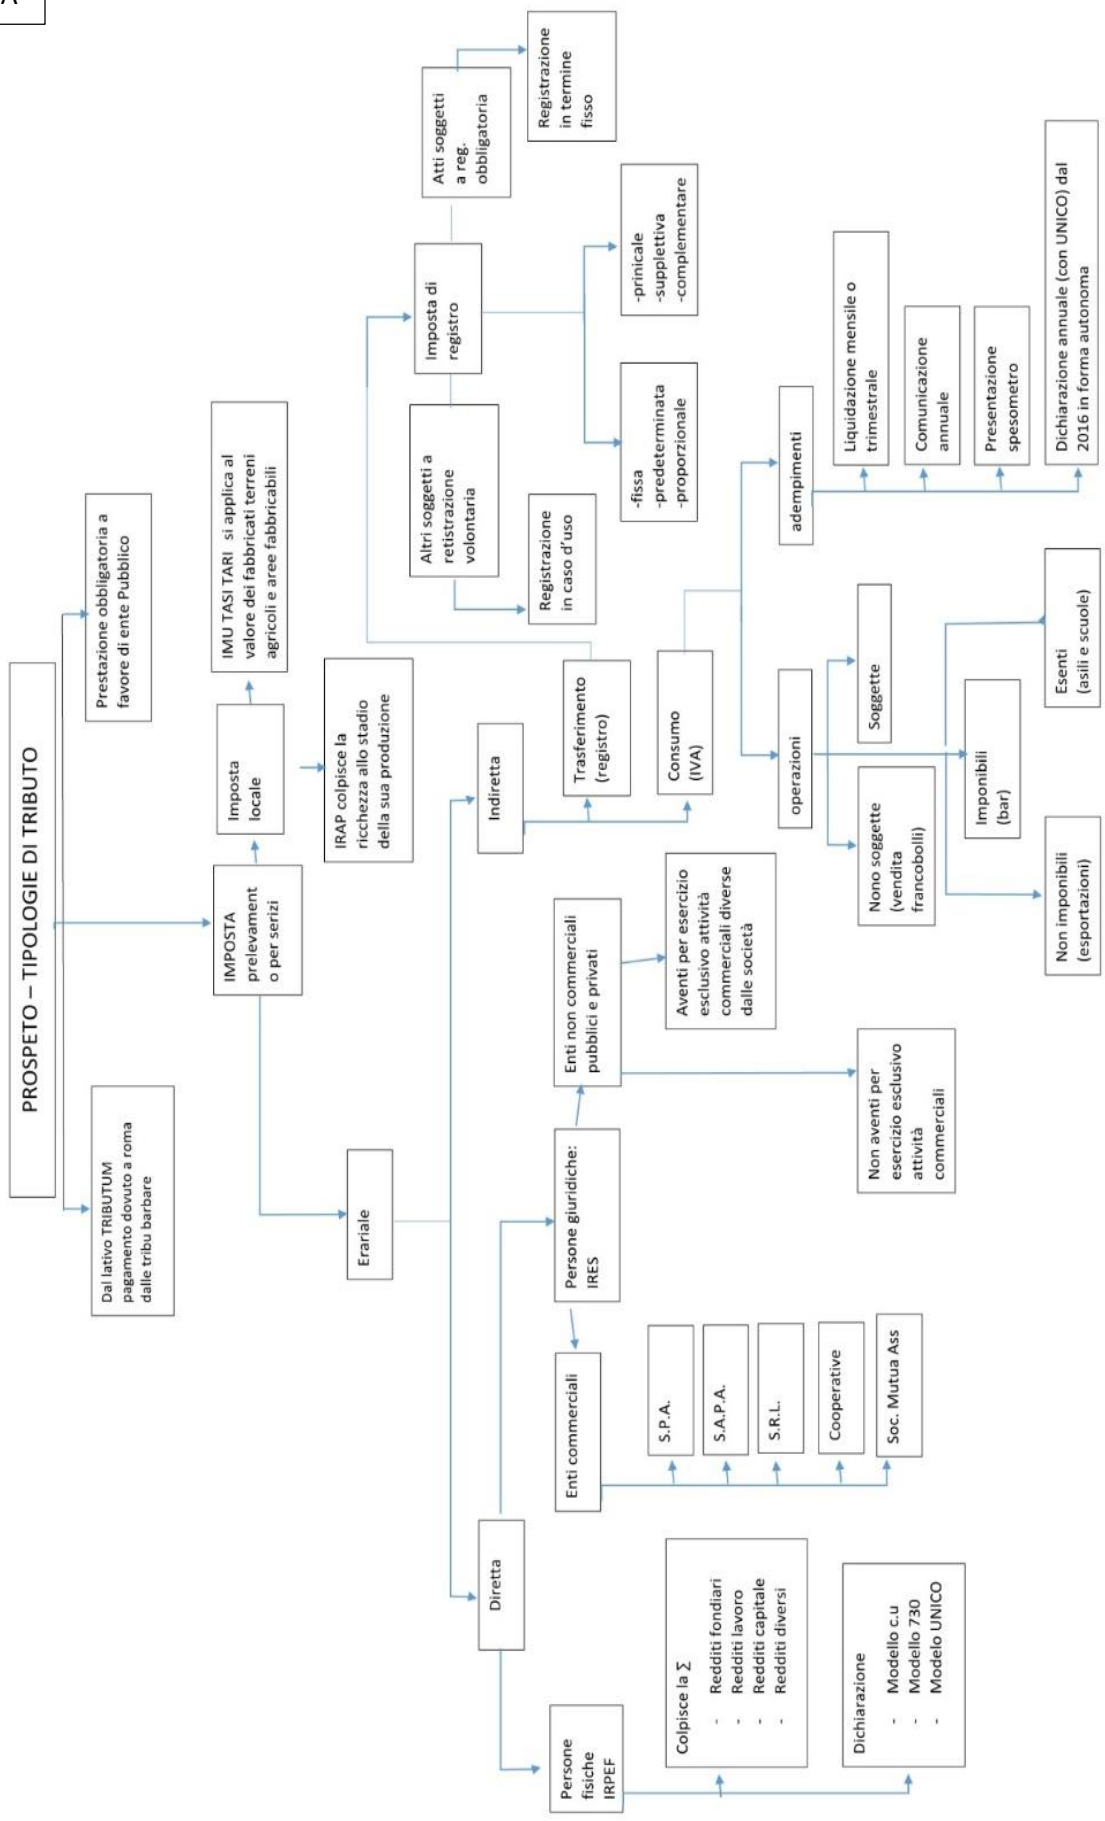 A
PROSPETO – TIPOLOGIE DI TRIBUTO
Dal lativo TRIBUTUM
pagamento dovuto a roma
dalle tribu barbare
Prestazione obbligatoria a
favore di ente Pubblico
IMPOSTA
prelevament
o per serizi
Imposta
locale
IMU TASI TARI si applica al
valore dei fabbricati terreni
agricoli e aree fabbricabili
IRAP colpisce la
ricchezza allo stadio
della sua produzione
Erariale
Diretta
Indiretta
Persone
fisiche
IRPEF
Colpisce la Σ
- Redditi fondiari
- Redditi lavoro
- Redditi capitale
- Redditi diversi
Dichiarazione
- Modello c.u
- Modello 730
- Modelo UNICO
Persone giuridiche:
IRES
Enti commerciali
S.P.A.
S.A.P.A.
S.R.L.
Cooperative
Soc. Mutua Ass
Enti non commerciali
pubblici e privati
Aventi per esercizo
esclusivo attività
commerciali diverse
dalle società
Non aventi per
esercizio esclusivo
attività
commerciali
Trasferimento
(registro)
Consumo
(IVA)
Imposta di
registro
Altri soggetti a
retistrazione
volontaria
Registrazione
in caso d'uso
Atti soggetti
a reg.
obbligatoria
Registrazione
in termine
fisso
-fissa
-predeterminata
-proporzionale
-prinicale
-supplettiva
-complementare
operazioni
Nono soggette
(vendita
francobolli)
Soggette
Non imponibili
(esportazioni)
Imponibili
(bar)
Esenti
(asili e scuole)
adempimenti
Liquidazione mensile o
trimestrale
Comunicazione
annuale
Presentazione
spesometro
Dichiarazione annuale (con UNICO) dal
2016 in forma autonoma